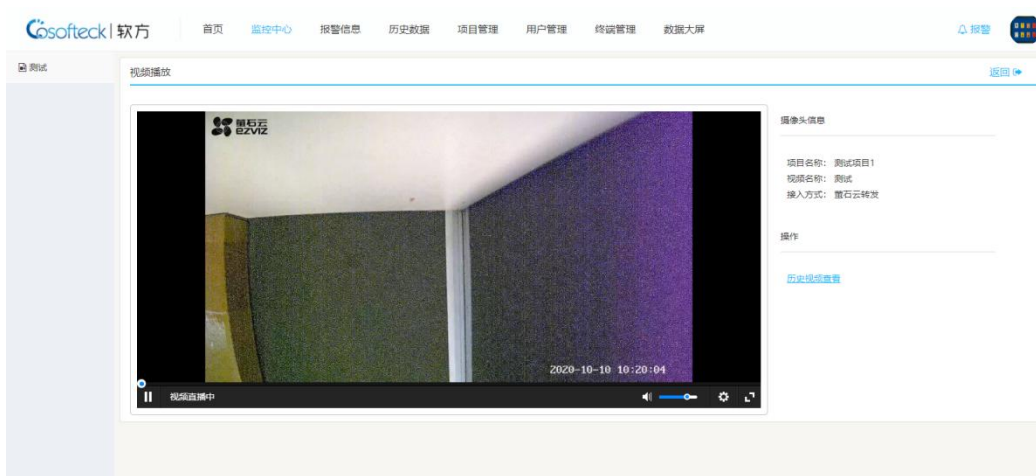 Cosofteck | 软方 首页 监控中心 报警信息 历史数据 项目管理 用户管理 终端管理 数据大屏 报警
测试
视频播放 返回
萤石云
ezviz
摄像头信息
项目名称： 测试项目1
视频名称： 测试
接入方式： 萤石云转发
操作
历史视频查看
2020-10-10 10:20:04
视频直播中